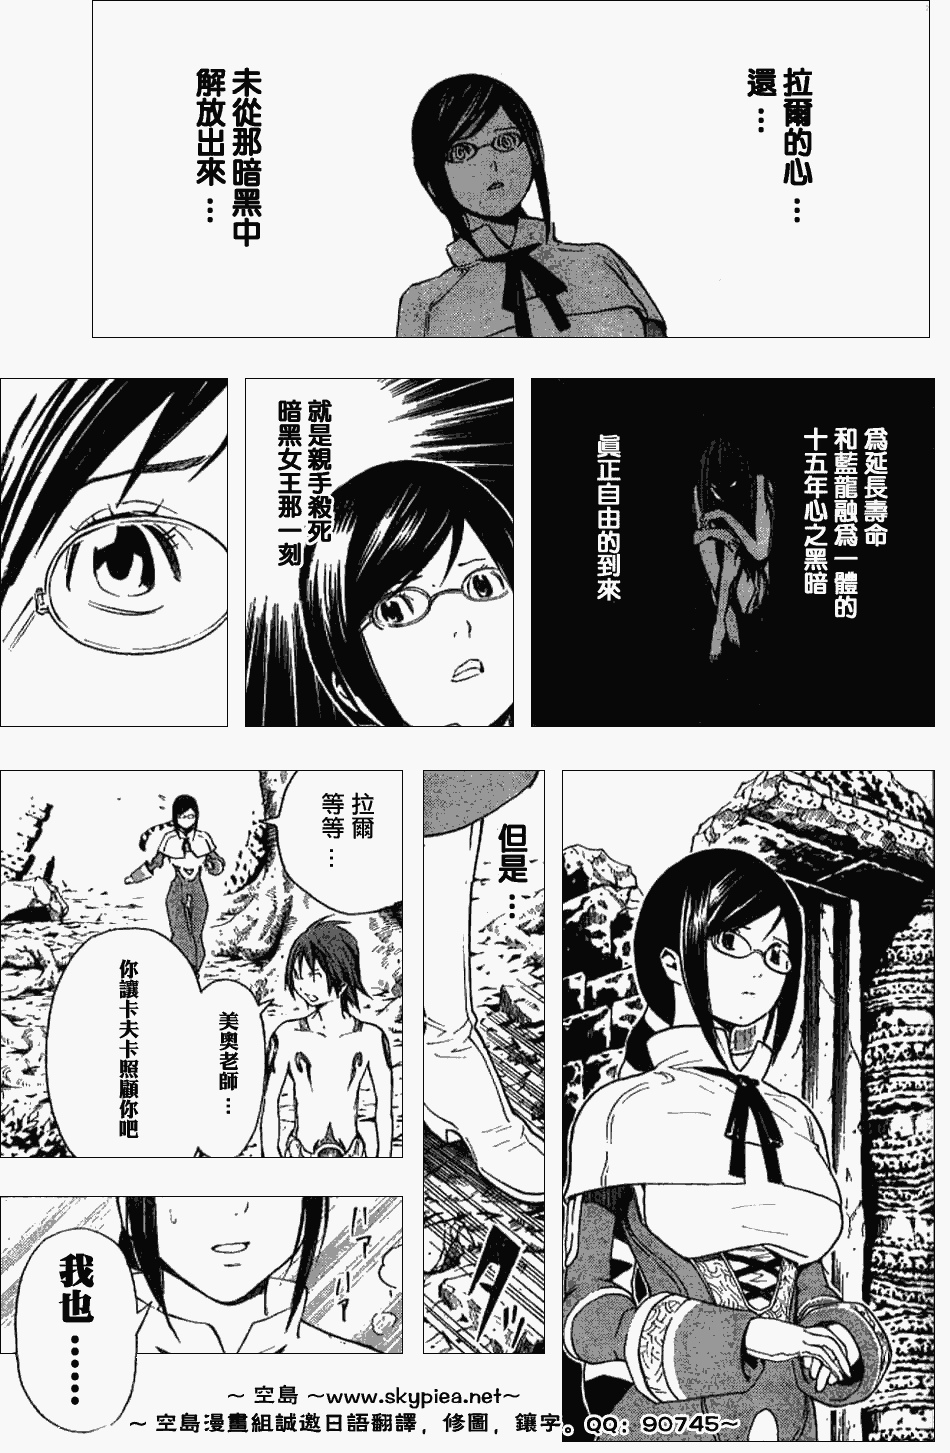 拉爾的心…
還…
未從那暗黑中
解放出來…
爲延長壽命
和藍龍融爲一體的
十五年心之黑暗
眞正自由的到來
就是親手殺死
暗黑女王那一刻
但是…
拉爾
等等…
美奥老師…
你讓卡夫卡照顧你吧
我也……
～ 空島 ～www.skypiea.net～
～ 空島漫畫組誠邀日語翻譯，修圖，鑲字。QQ：90745～